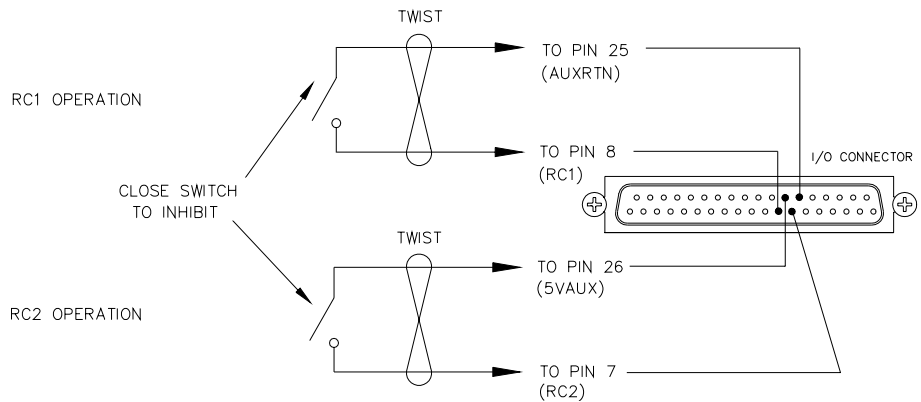 TWIST
TO PIN 25
(AUXRTN)
RC1 OPERATION
TO PIN 8
(RC1)
I/O CONNECTOR
CLOSE SWITCH
TO INHIBIT
TWIST
TO PIN 26
(5VAUX)
RC2 OPERATION
TO PIN 7
(RC2)